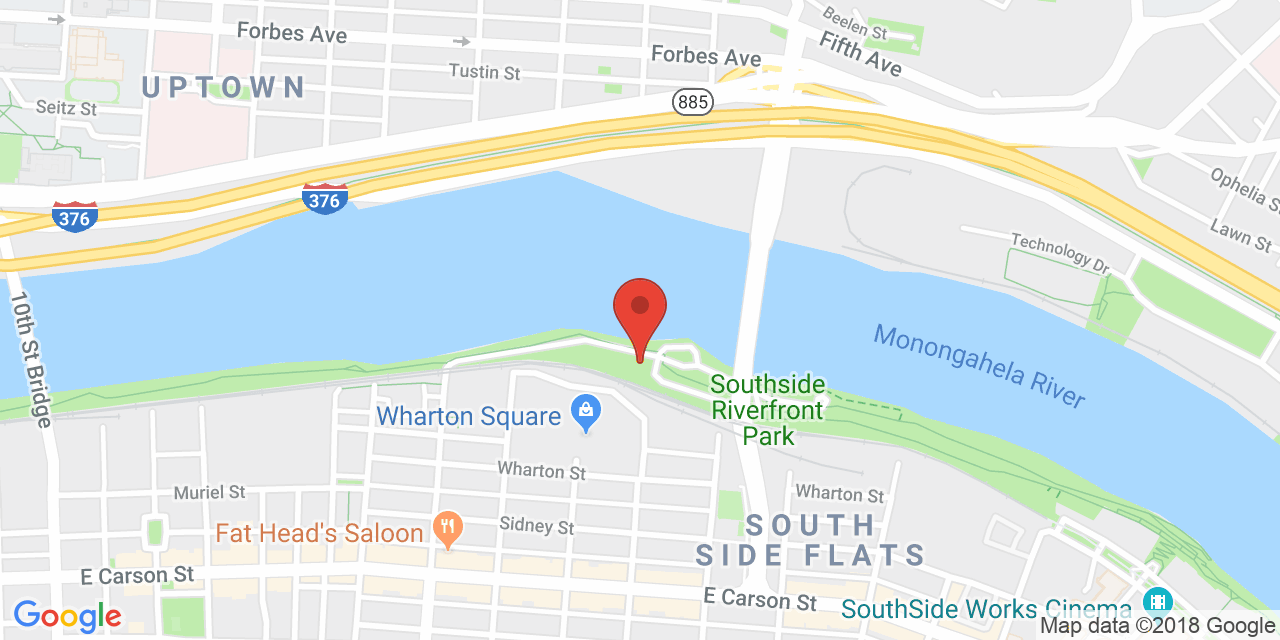 Beelen St
Forbes Ave
Forbes Ave
Fifth Ave
Tustin St
UPTOWN
885
Seitz St
376
376
Ophelia S
Lawn St
Technology Dr
10th St Bridge
Monongahela River
Southside
Riverfront
Park
Wharton Square
Wharton St
Muriel St
Wharton St
Sidney St
Fat Head's Saloon
SOUTH
SIDE FLATS
E Carson St
E Carson St
SouthSide Works Cinema
Google
Map data ©2018 Google